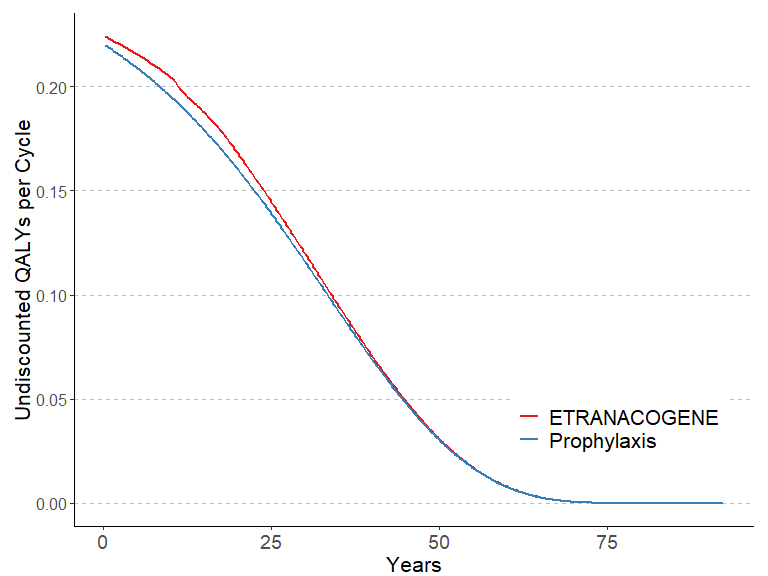 Undiscounted QALYs per Cycle
0.20
0.15
0.10
0.05
0.00
ETRANACOGENE
Prophylaxis
0 25 50 75
Years